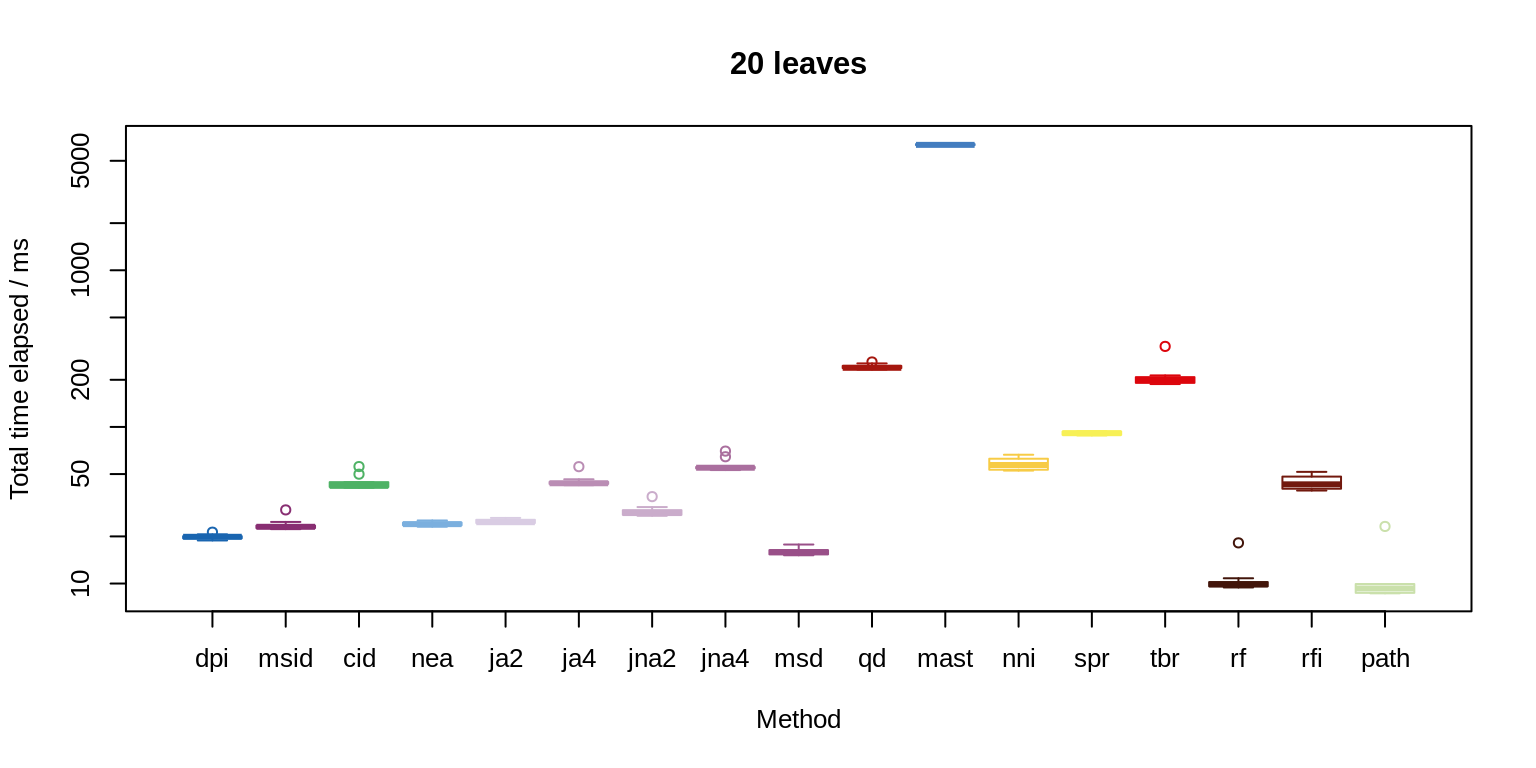 20 leaves
Total time elapsed / ms
5000
1000
200
50
10
dpi msid cid nea ja2 ja4 jna2 jna4 msd qd mast nni spr tbr rf rfi path
Method